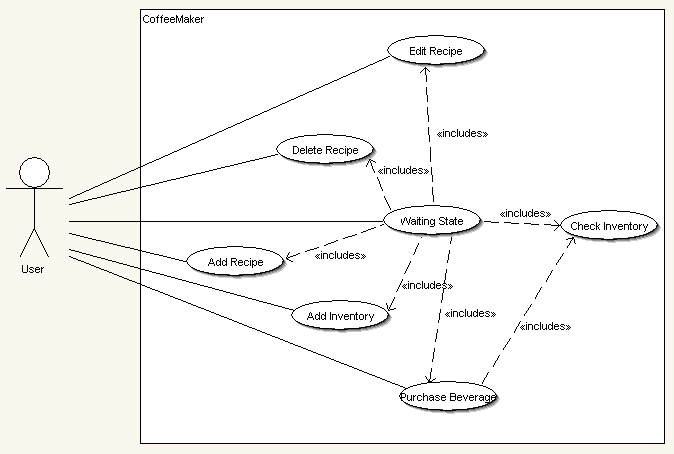 CoffeeMaker
Edit Recipe
«includes»
Delete Recipe
«includes»
Waiting State
«includes»
Check Inventory
Add Recipe
«includes»
User
«includes»
Add Inventory
«includes»
«includes»
Purchase Beverage